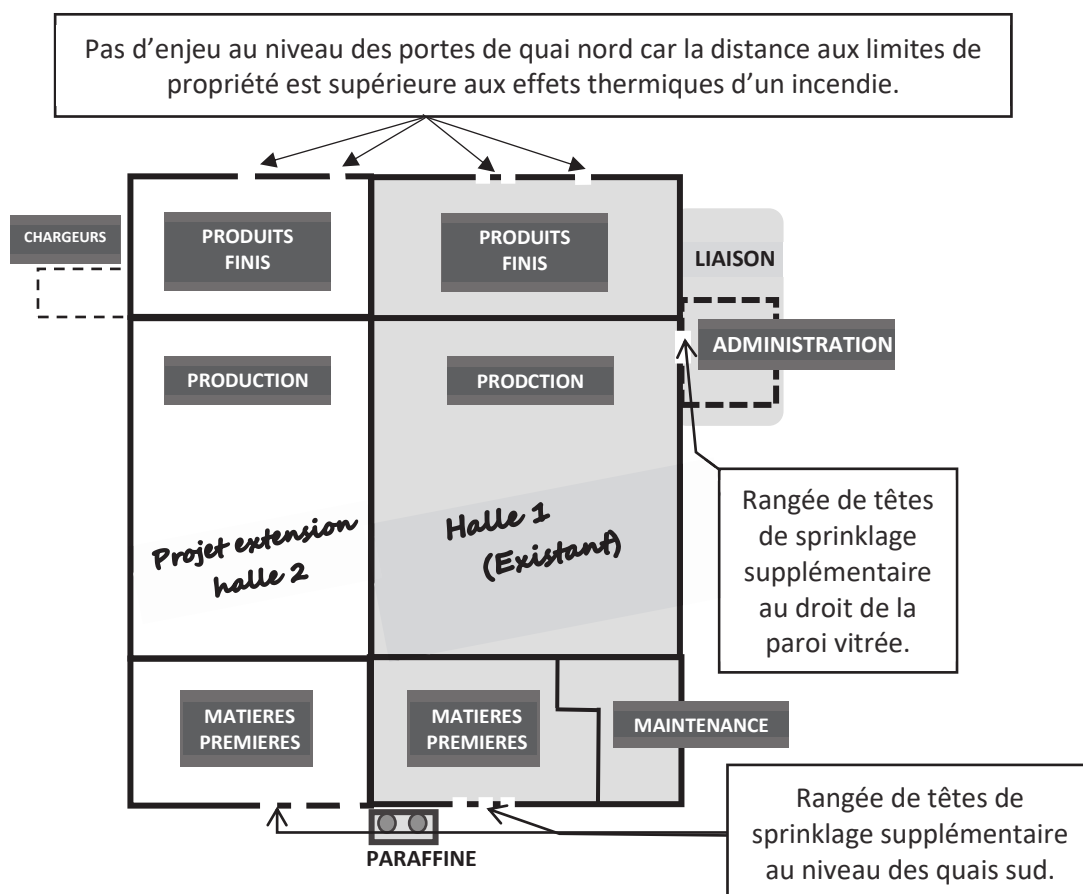 Pas d’enjeu au niveau des portes de quai nord car la distance aux limites de
propriété est supérieure aux effets thermiques d’un incendie.
CHARGEURS
PRODUITS
FINIS
PRODUITS
FINIS
LIAISON
ADMINISTRATION
PRODUCTION
PRODCTION
Projet extension
halle 2
Halle 1
(Existant)
Rangée de têtes
de sprinklage
supplémentaire
au droit de la
paroi vitrée.
MATIERES
PREMIERES
MATIERES
PREMIERES
MAINTENANCE
PARAFFINE
Rangée de têtes de
sprinklage supplémentaire
au niveau des quais sud.